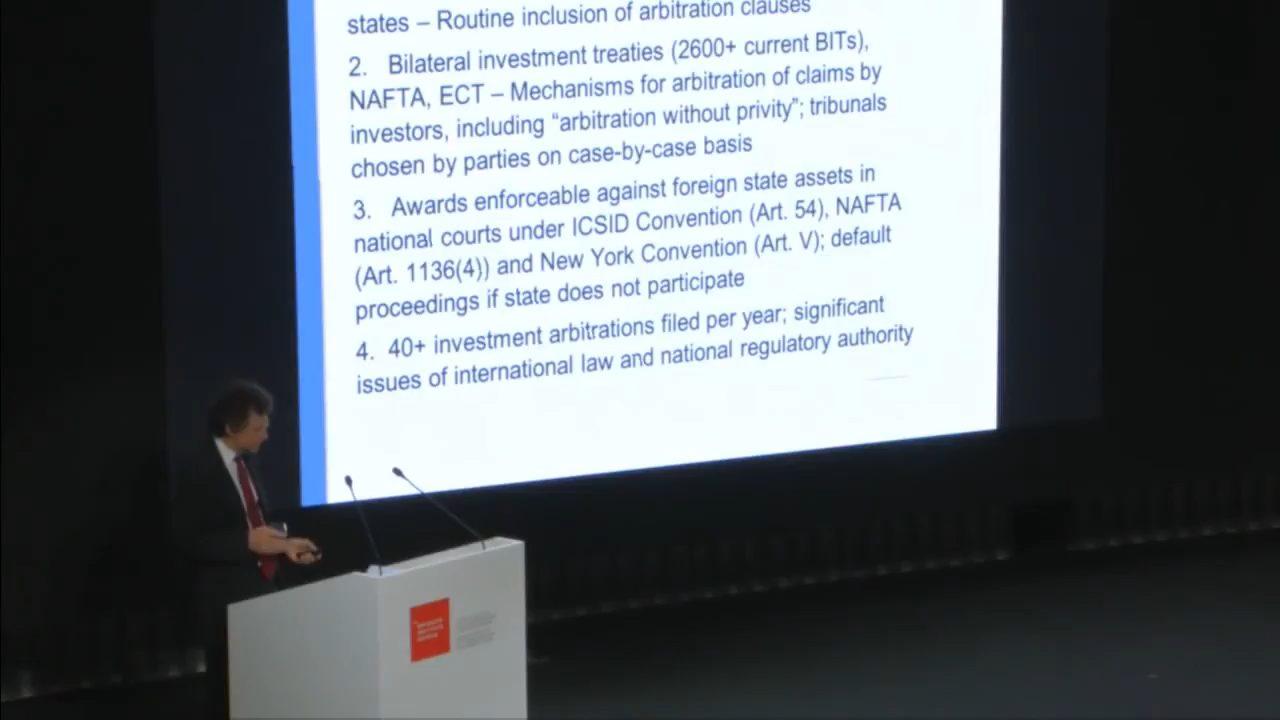 states – Routine inclusion of arbitration clauses
2. Bilateral investment treaties (2600+ current BITs),
NAFTA, ECT – Mechanisms for arbitration of claims by
investors, including “arbitration without privity”; tribunals
chosen by parties on case-by-case basis
3. Awards enforceable against foreign state assets in
national courts under ICSID Convention (Art. 54), NAFTA
(Art. 1136(4)) and New York Convention (Art. V); default
proceedings if state does not participate
4. 40+ investment arbitrations filed per year; significant
issues of international law and national regulatory authority